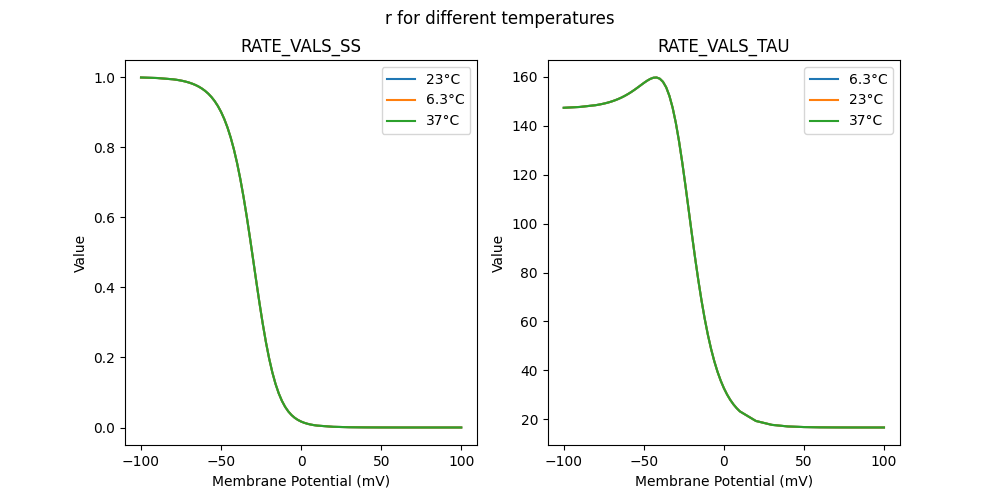 r for different temperatures
RATE_VALS_SS
1.0
0.8
0.6
0.4
0.2
0.0
Value
−100
−50
0
50
100
Membrane Potential (mV)
23°C
6.3°C
37°C
RATE_VALS_TAU
160
140
120
100
80
60
40
20
Value
−100
−50
0
50
100
Membrane Potential (mV)
6.3°C
23°C
37°C